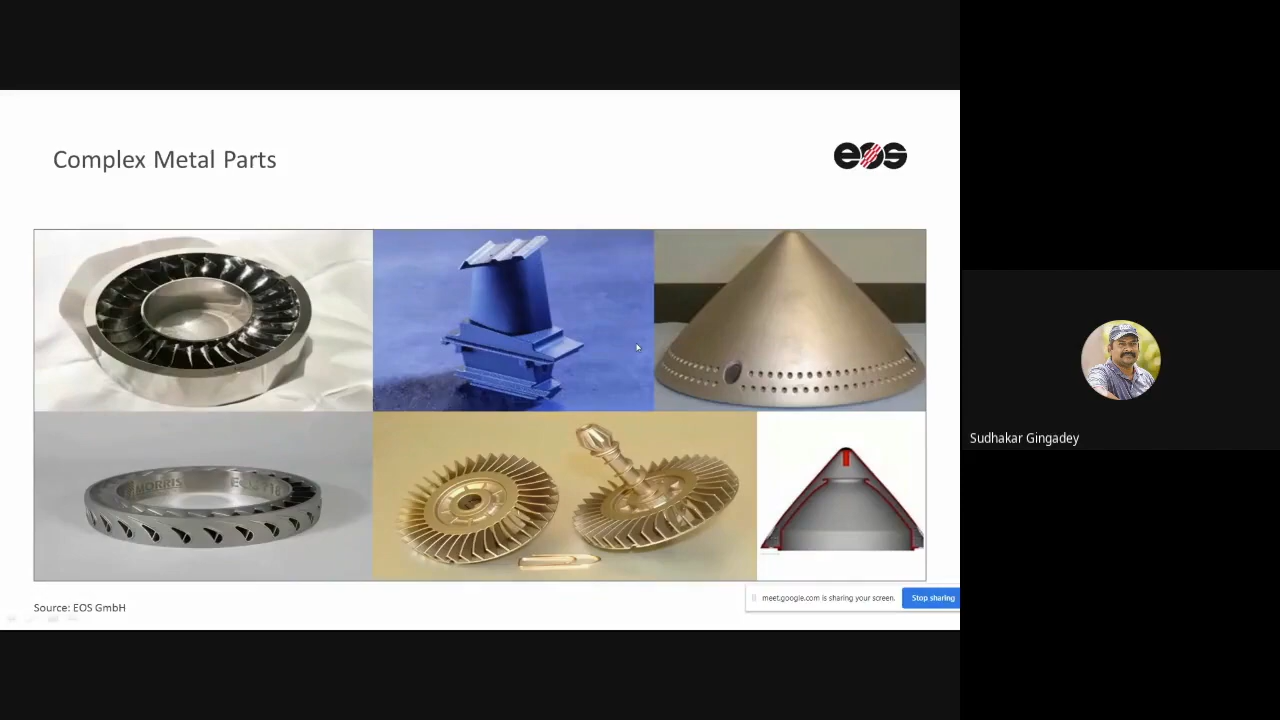 Complex Metal Parts
eos
MORRIS
Source: EOS GmbH
meet.google.com is sharing your screen.
Stop sharing
Sudhakar Gingadey